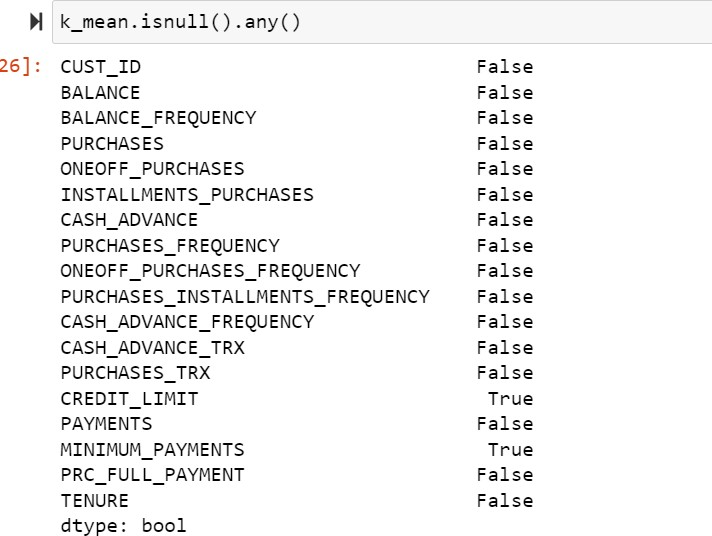 k_mean.isnull().any()
26]: CUST_ID False
BALANCE False
BALANCE_FREQUENCY False
PURCHASES False
ONEOFF_PURCHASES False
INSTALLMENTS_PURCHASES False
CASH_ADVANCE False
PURCHASES_FREQUENCY False
ONEOFF_PURCHASES_FREQUENCY False
PURCHASES_INSTALLMENTS_FREQUENCY False
CASH_ADVANCE_FREQUENCY False
CASH_ADVANCE_TRX False
PURCHASES_TRX False
CREDIT_LIMIT True
PAYMENTS False
MINIMUM_PAYMENTS True
PRC_FULL_PAYMENT False
TENURE False
dtype: bool